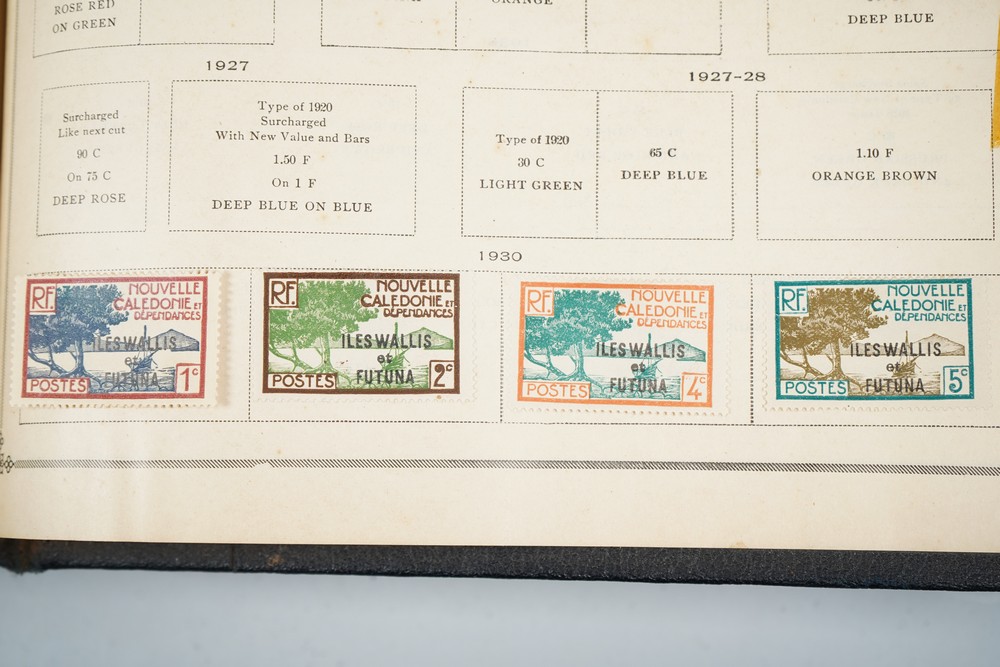 ROSE RED
ON GREEN
ORANGE
DEEP BLUE
1927
1927-28
Surcharged
Like next cut
90 C
On 75 C
DEEP ROSE
Type of 1920
Surcharged
With New Value and Bars
1.50 F
On 1 F
DEEP BLUE ON BLUE
Type of 1920
30 C
LIGHT GREEN
65 C
DEEP BLUE
1.10 F
ORANGE BROWN
1930
RF.
NOUVELLE
CALEDONIE ET
DÉPENDANCES
ILES WALLIS
et
FUTUNA
POSTES
1c
RF.
NOUVELLE
CALEDONIE ET
DÉPENDANCES
ILES WALLIS
et
FUTUNA
POSTES
2c
RF.
NOUVELLE
CALEDONIE ET
DÉPENDANCES
ILES WALLIS
et
FUTUNA
POSTES
4c
RF.
NOUVELLE
CALEDONIE ET
DÉPENDANCES
ILES WALLIS
et
FUTUNA
POSTES
5c